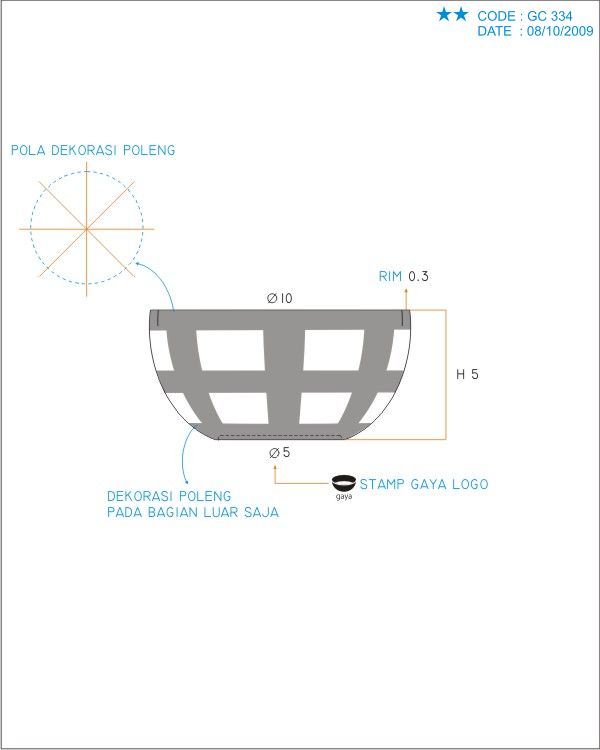 ★★ CODE : GC 334
DATE : 08/10/2009
POLA DEKORASI POLENG
RIM 0.3
Ø10
H 5
Ø5
gaya
STAMP GAYA LOGO
DEKORASI POLENG
PADA BAGIAN LUAR SAJA